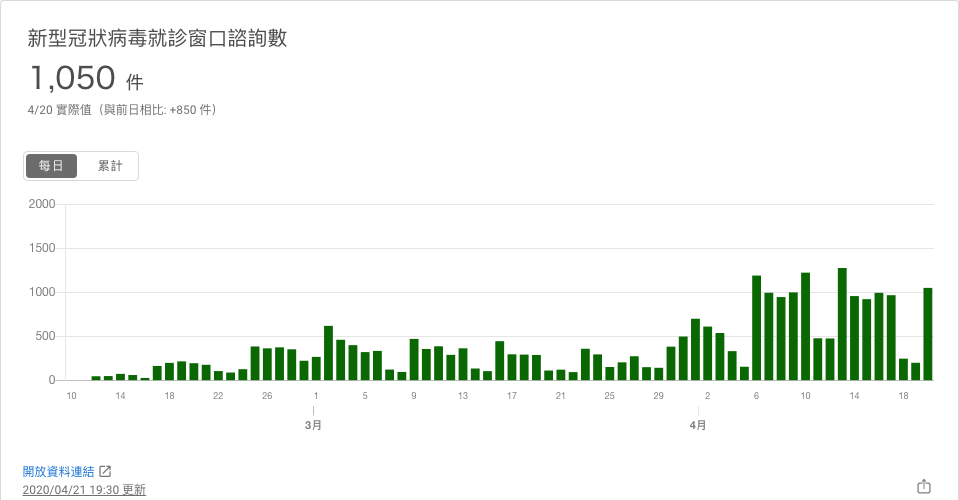 新型冠狀病毒就診窗口諮詢數
1,050 件
4/20 實際值（與前日相比: +850 件）
每日 累計
2000
1500
1000
500
0
10 14 18 22 26 1 5 9 13 17 21 25 29 2 6 10 14 18
3月 4月
開放資料連結
2020/04/21 19:30 更新